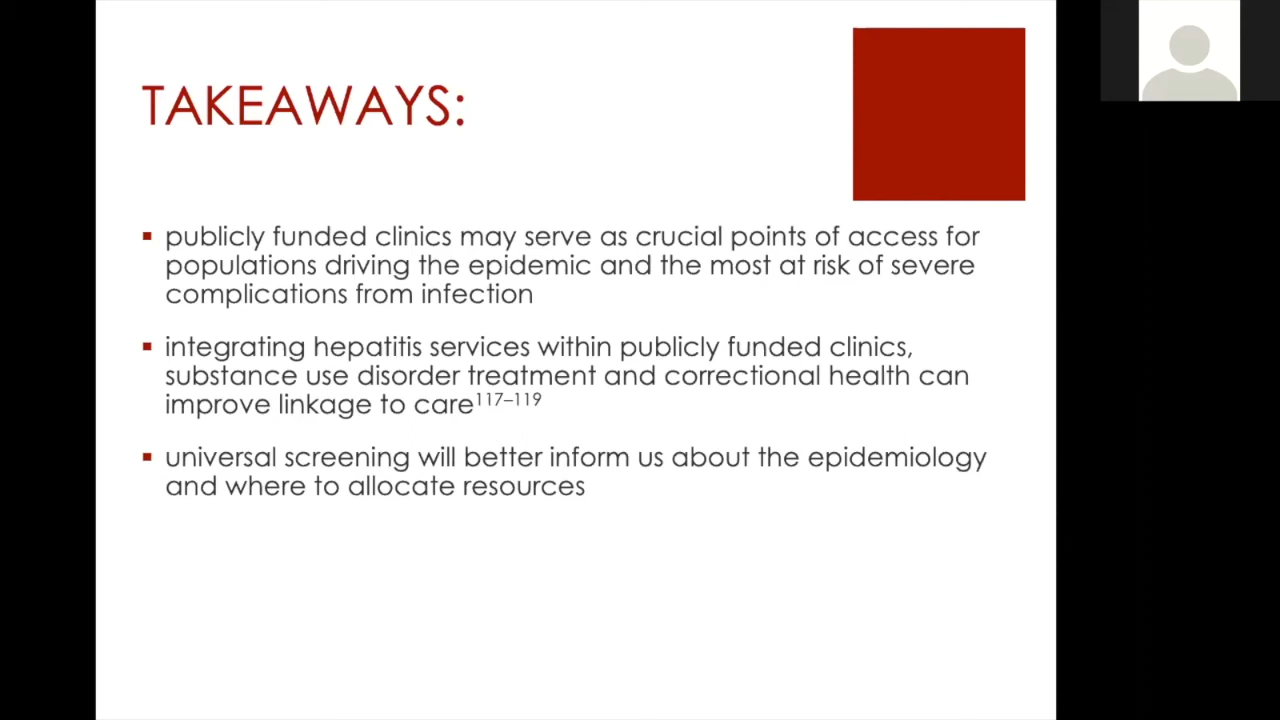 TAKEAWAYS:
▪ publicly funded clinics may serve as crucial points of access for
populations driving the epidemic and the most at risk of severe
complications from infection
▪ integrating hepatitis services within publicly funded clinics,
substance use disorder treatment and correctional health can
improve linkage to care¹¹⁷⁻¹¹⁹
▪ universal screening will better inform us about the epidemiology
and where to allocate resources